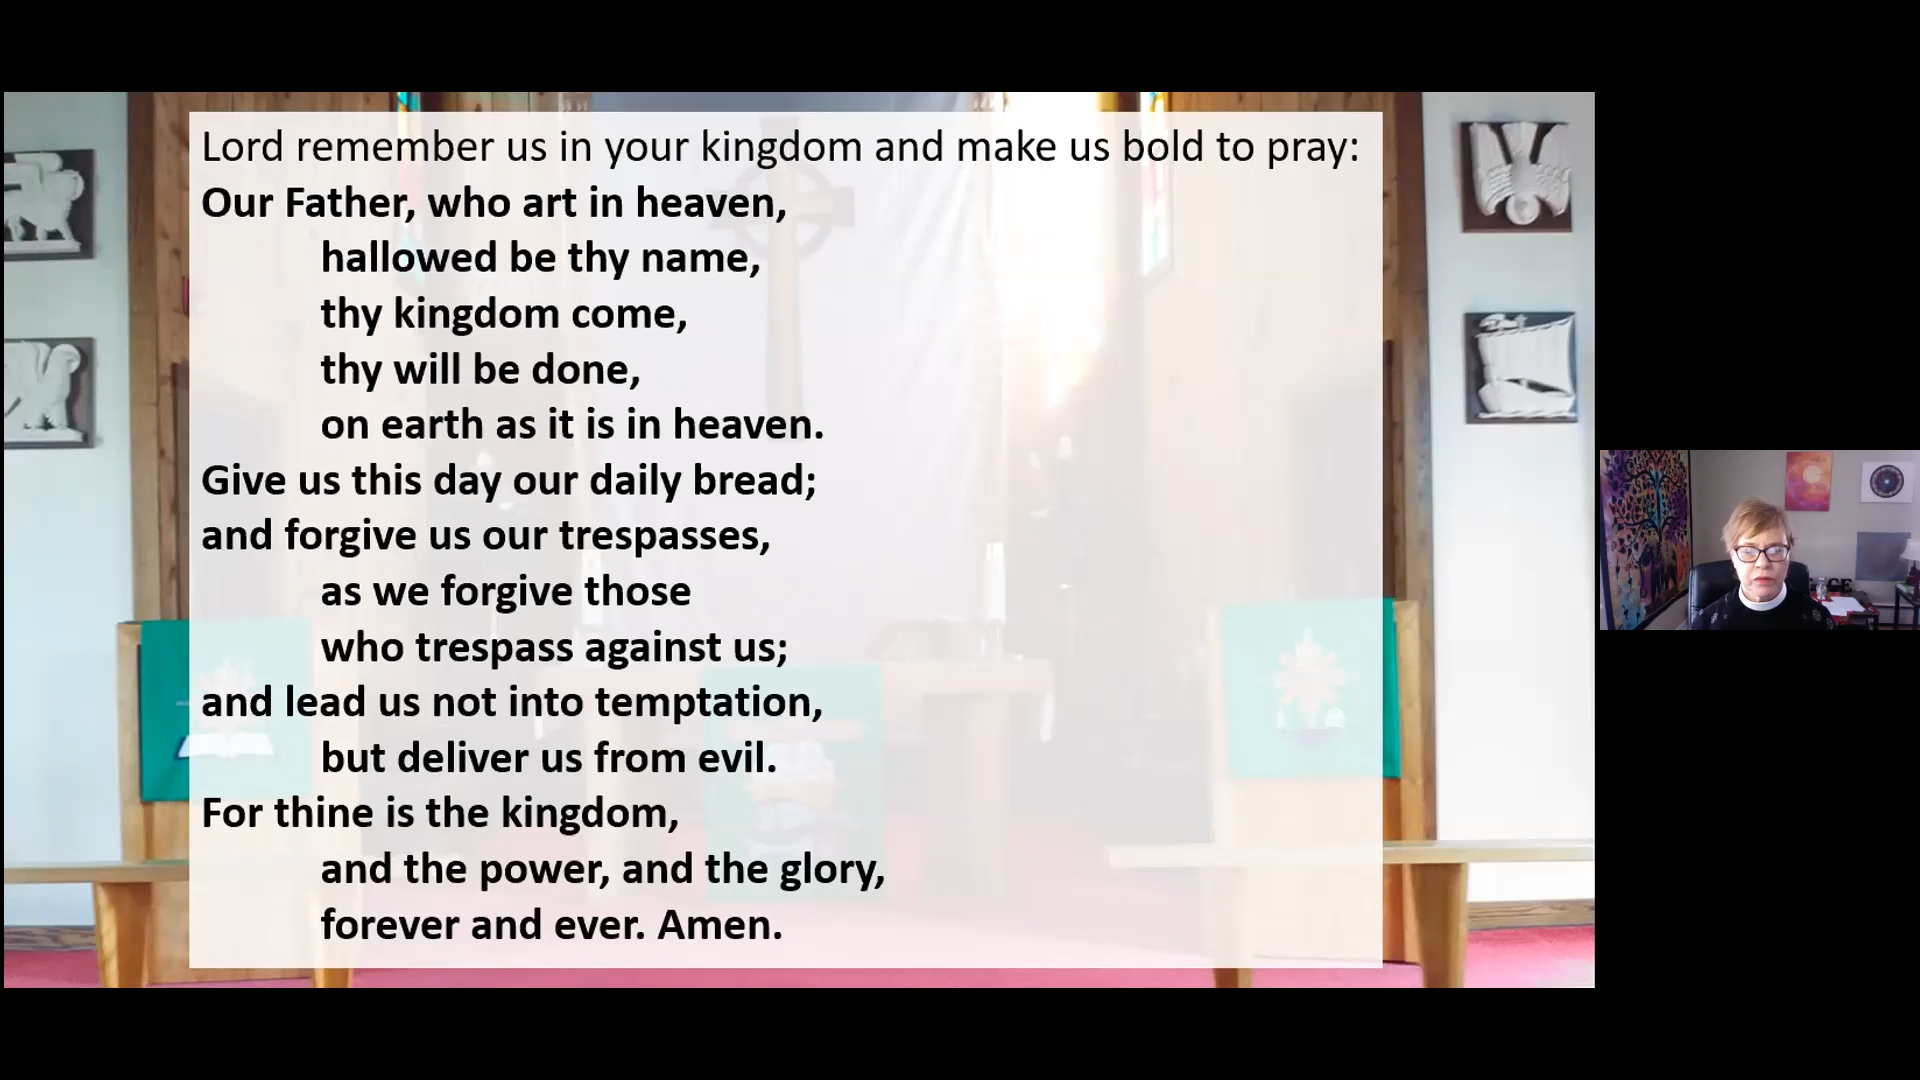 Lord remember us in your kingdom and make us bold to pray:
Our Father, who art in heaven,
hallowed be thy name,
thy kingdom come,
thy will be done,
on earth as it is in heaven.
Give us this day our daily bread;
and forgive us our trespasses,
as we forgive those
who trespass against us;
and lead us not into temptation,
but deliver us from evil.
For thine is the kingdom,
and the power, and the glory,
forever and ever. Amen.